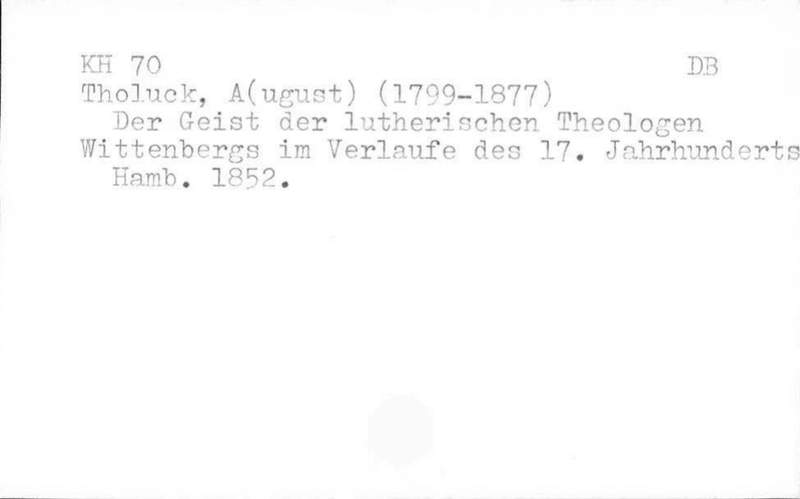 KH 70 DB
Tholuck, A(ugust) (1799-1877)
Der Geist der lutherischen Theologen
Wittenbergs im Verlaufe des 17. Jahrhunderts
Hamb. 1852.